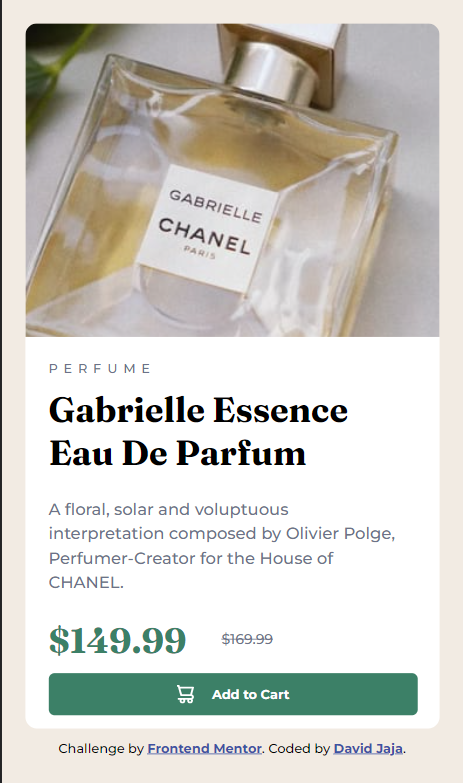 GABRIELLE
CHANEL
PARIS
PERFUME
Gabrielle Essence
Eau De Parfum
A floral, solar and voluptuous
interpretation composed by Olivier Polge,
Perfumer-Creator for the House of
CHANEL.
$149.99 $169.99
Add to Cart
Challenge by Frontend Mentor. Coded by David Jaja.